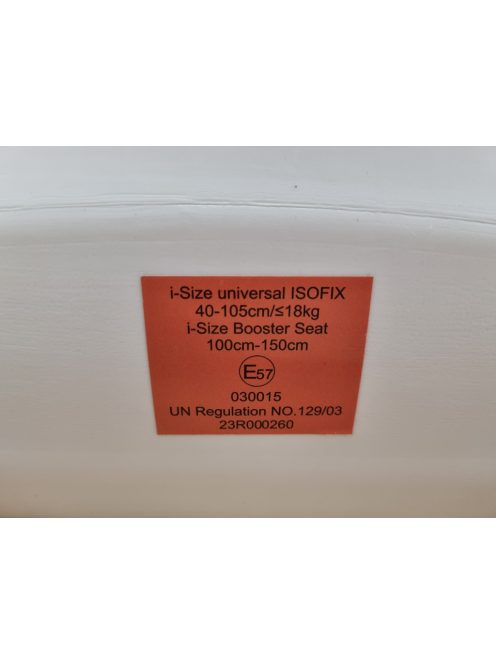 i-Size universal ISOFIX
40-105cm/≤18kg
i-Size Booster Seat
100cm-150cm
E57
030015
UN Regulation NO.129/03
23R000260